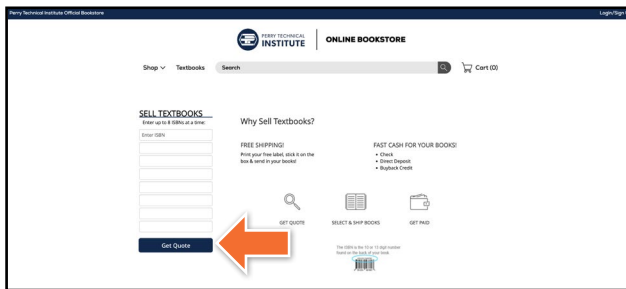 Perry Technical Institute Official Bookstore
Login/Sign
PERRY TECHNICAL
INSTITUTE
ONLINE BOOKSTORE
Shop
Textbooks
Search
Cart (0)
SELL TEXTBOOKS
Enter up to 8 ISBNs at a time:
Enter ISBN
Get Quote
Why Sell Textbooks?
FREE SHIPPING!
Print your free label, stick it on the
box & send in your books!
FAST CASH FOR YOUR BOOKS!
• Check
• Direct Deposit
• Buyback Credit
GET QUOTE
SELECT & SHIP BOOKS
GET PAID
The ISBN is the 10 or 13 digit number
found on the back of your book